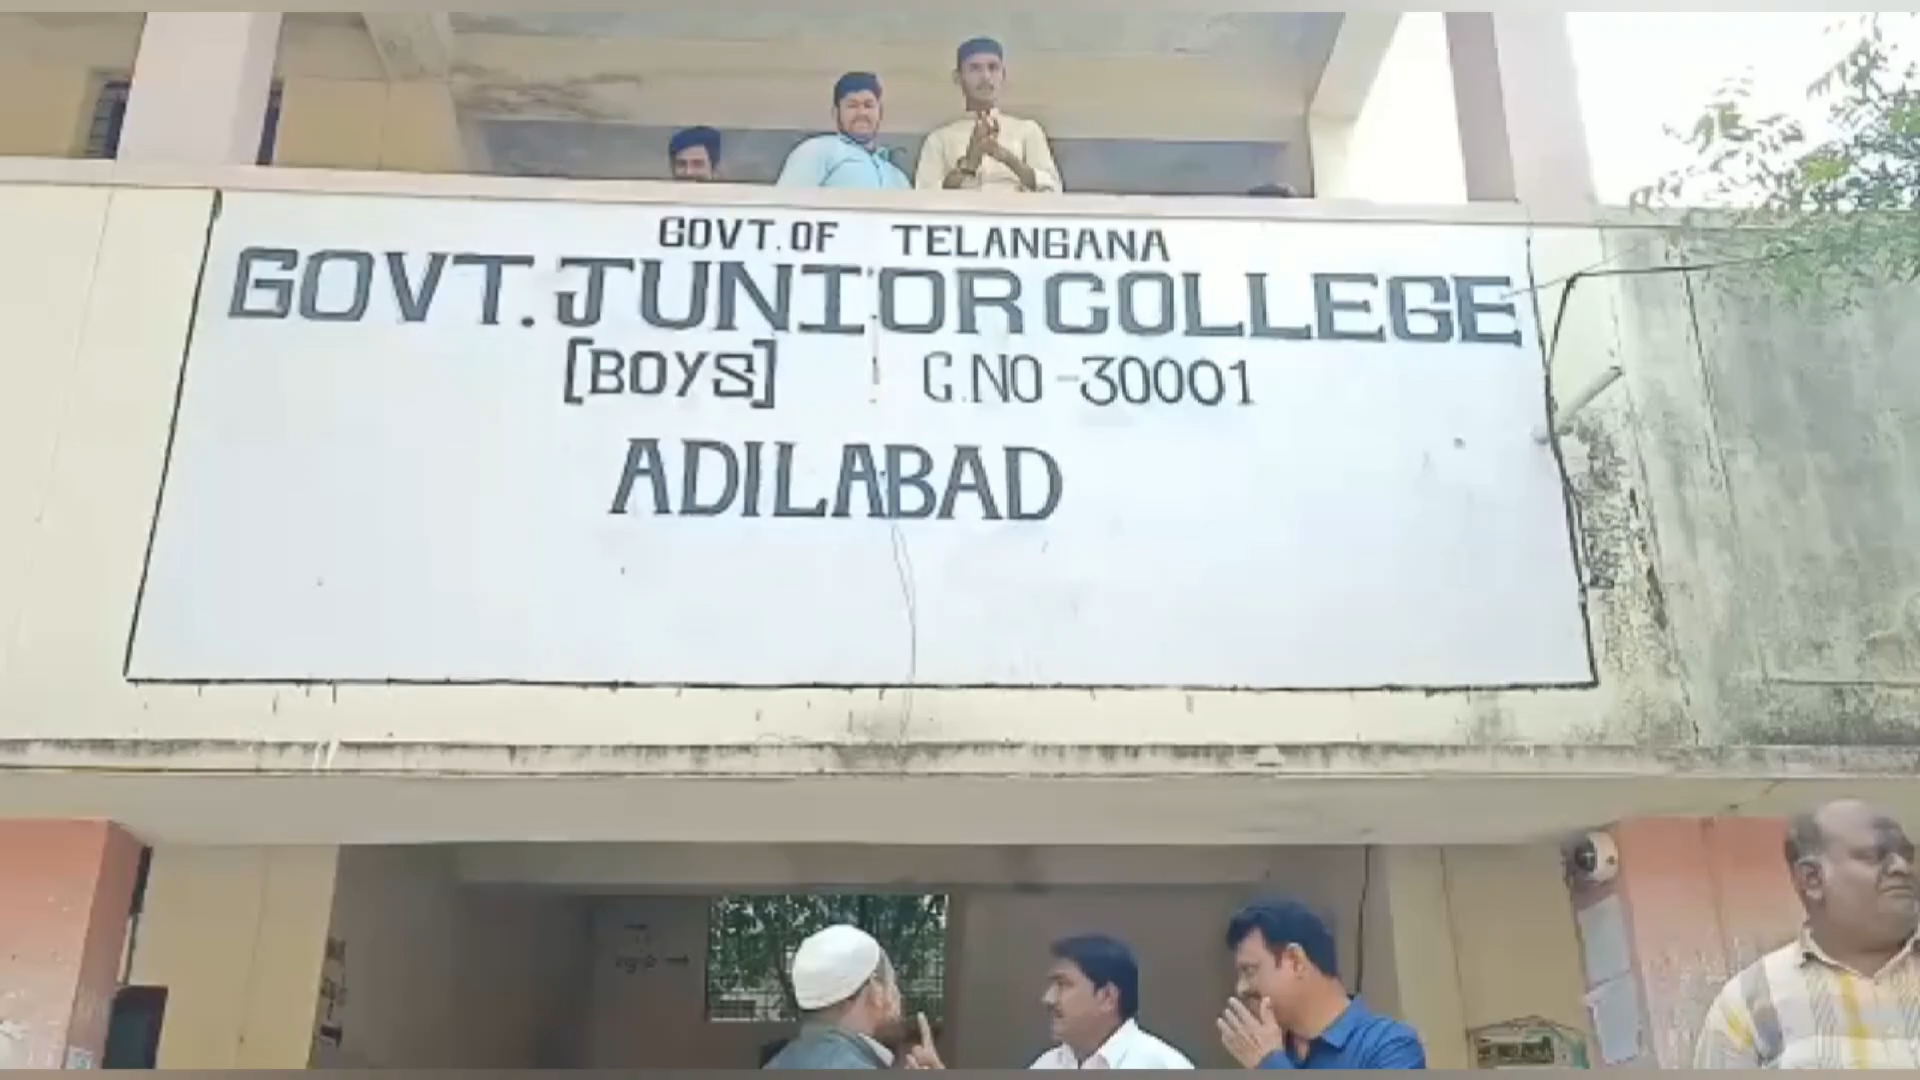 GOVT. OF TELANGANA
GOVT. JUNIOR COLLEGE
[BOYS] C.NO-30001
ADILABAD